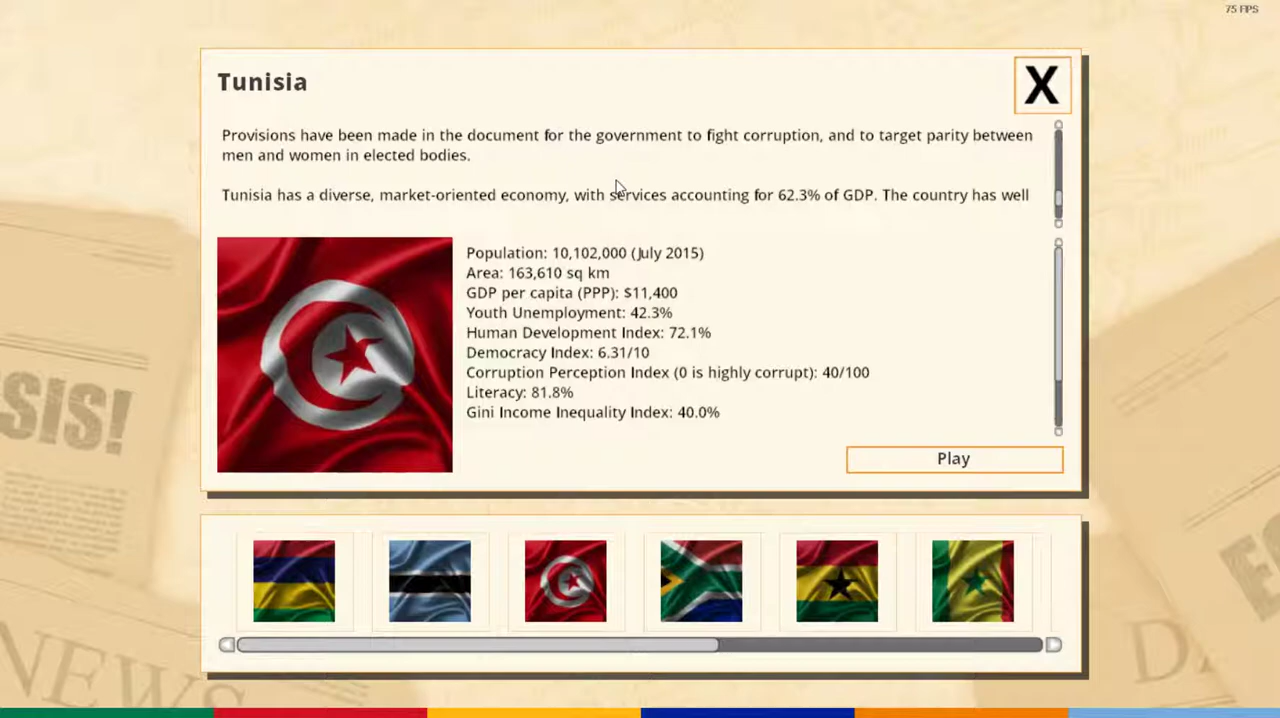 75 FPS
Tunisia
X
Provisions have been made in the document for the government to fight corruption, and to target parity between
men and women in elected bodies.
Tunisia has a diverse, market-oriented economy, with services accounting for 62.3% of GDP. The country has well
Population: 10,102,000 (July 2015)
Area: 163,610 sq km
GDP per capita (PPP): $11,400
Youth Unemployment: 42.3%
Human Development Index: 72.1%
Democracy Index: 6.31/10
Corruption Perception Index (0 is highly corrupt): 40/100
Literacy: 81.8%
Gini Income Inequality Index: 40.0%
Play
SIS!
NEWS